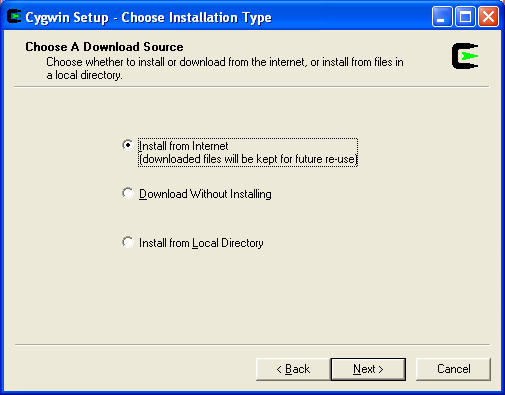 Cygwin Setup - Choose Installation Type
Choose A Download Source
Choose whether to install or download from the internet, or install from files in
a local directory.
Install from Internet
(downloaded files will be kept for future re-use)
Download Without Installing
Install from Local Directory
< Back
Next >
Cancel